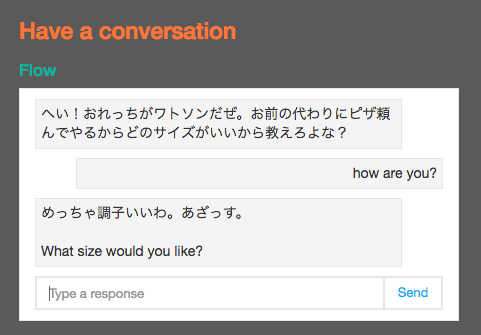 Have a conversation
Flow
へい！おれっちがワトソンだぜ。お前の代わりにピザ頼
んでやるからどのサイズがいいから教えろよな？
how are you?
めっちゃ調子いいわ。あざっす。
What size would you like?
Type a response
Send